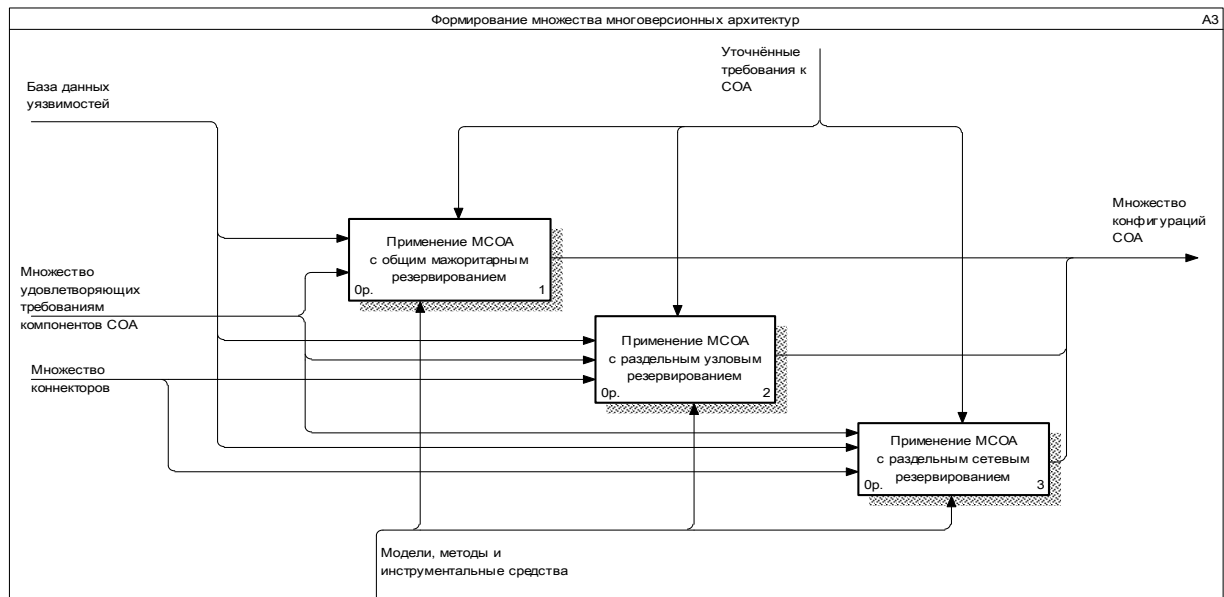 Формирование множества многоверсионных архитектур
А3
Уточнённые
требования к
СОА
База данных
уязвимостей
Множество
конфигураций
СОА
Применение МСОА
с общим мажоритарным
резервированием
0р.
1
Множество
удовлетворяющих
требованиям
компонентов СОА
Применение МСОА
с раздельным узловым
резервированием
0р.
2
Множество
коннекторов
Применение МСОА
с раздельным сетевым
резервированием
0р.
3
Модели, методы и
инструментальные средства